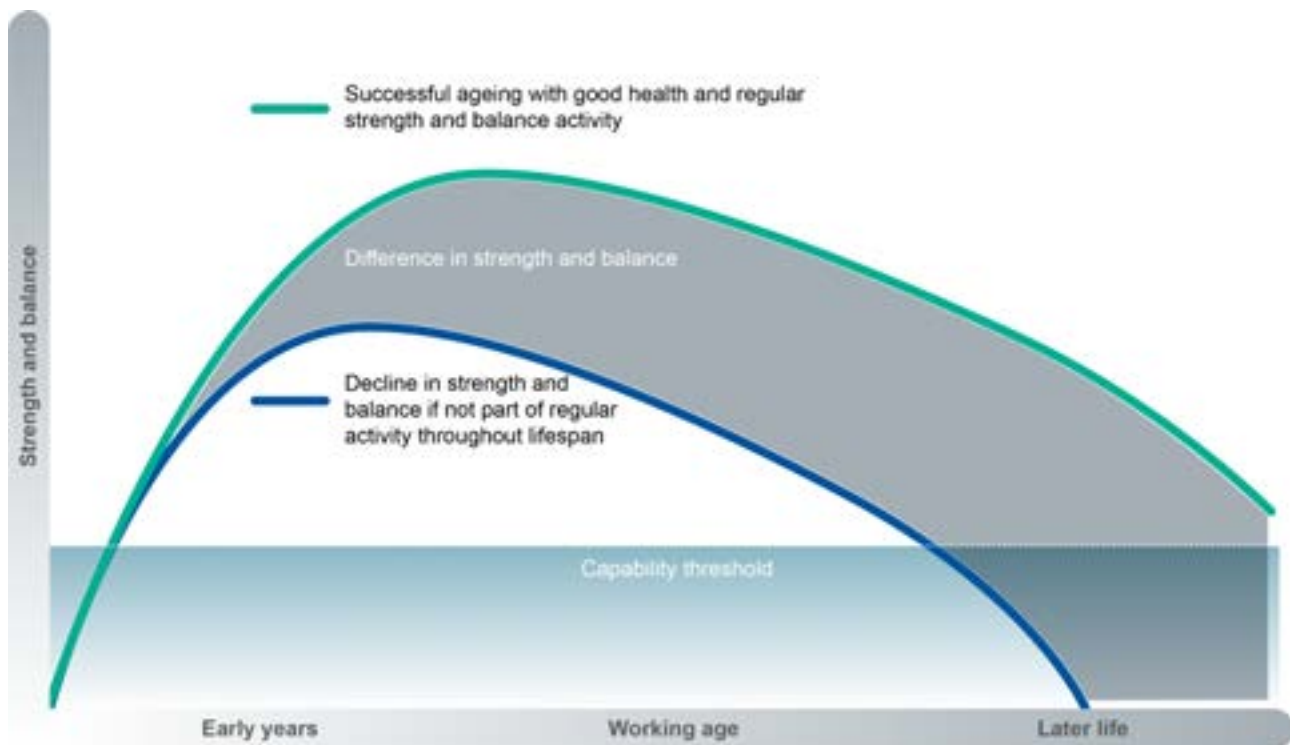 Successful ageing with good health and regular
strength and balance activity
Difference in strength and balance
Decline in strength and
balance if not part of regular
activity throughout lifespan
Strength and balance
Capability threshold
Early years
Working age
Later life